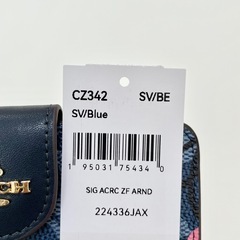 CZ342 SV/BE
SV/Blue
1 95031 75434 0
SIG ACRC ZF ARND
224336JAX